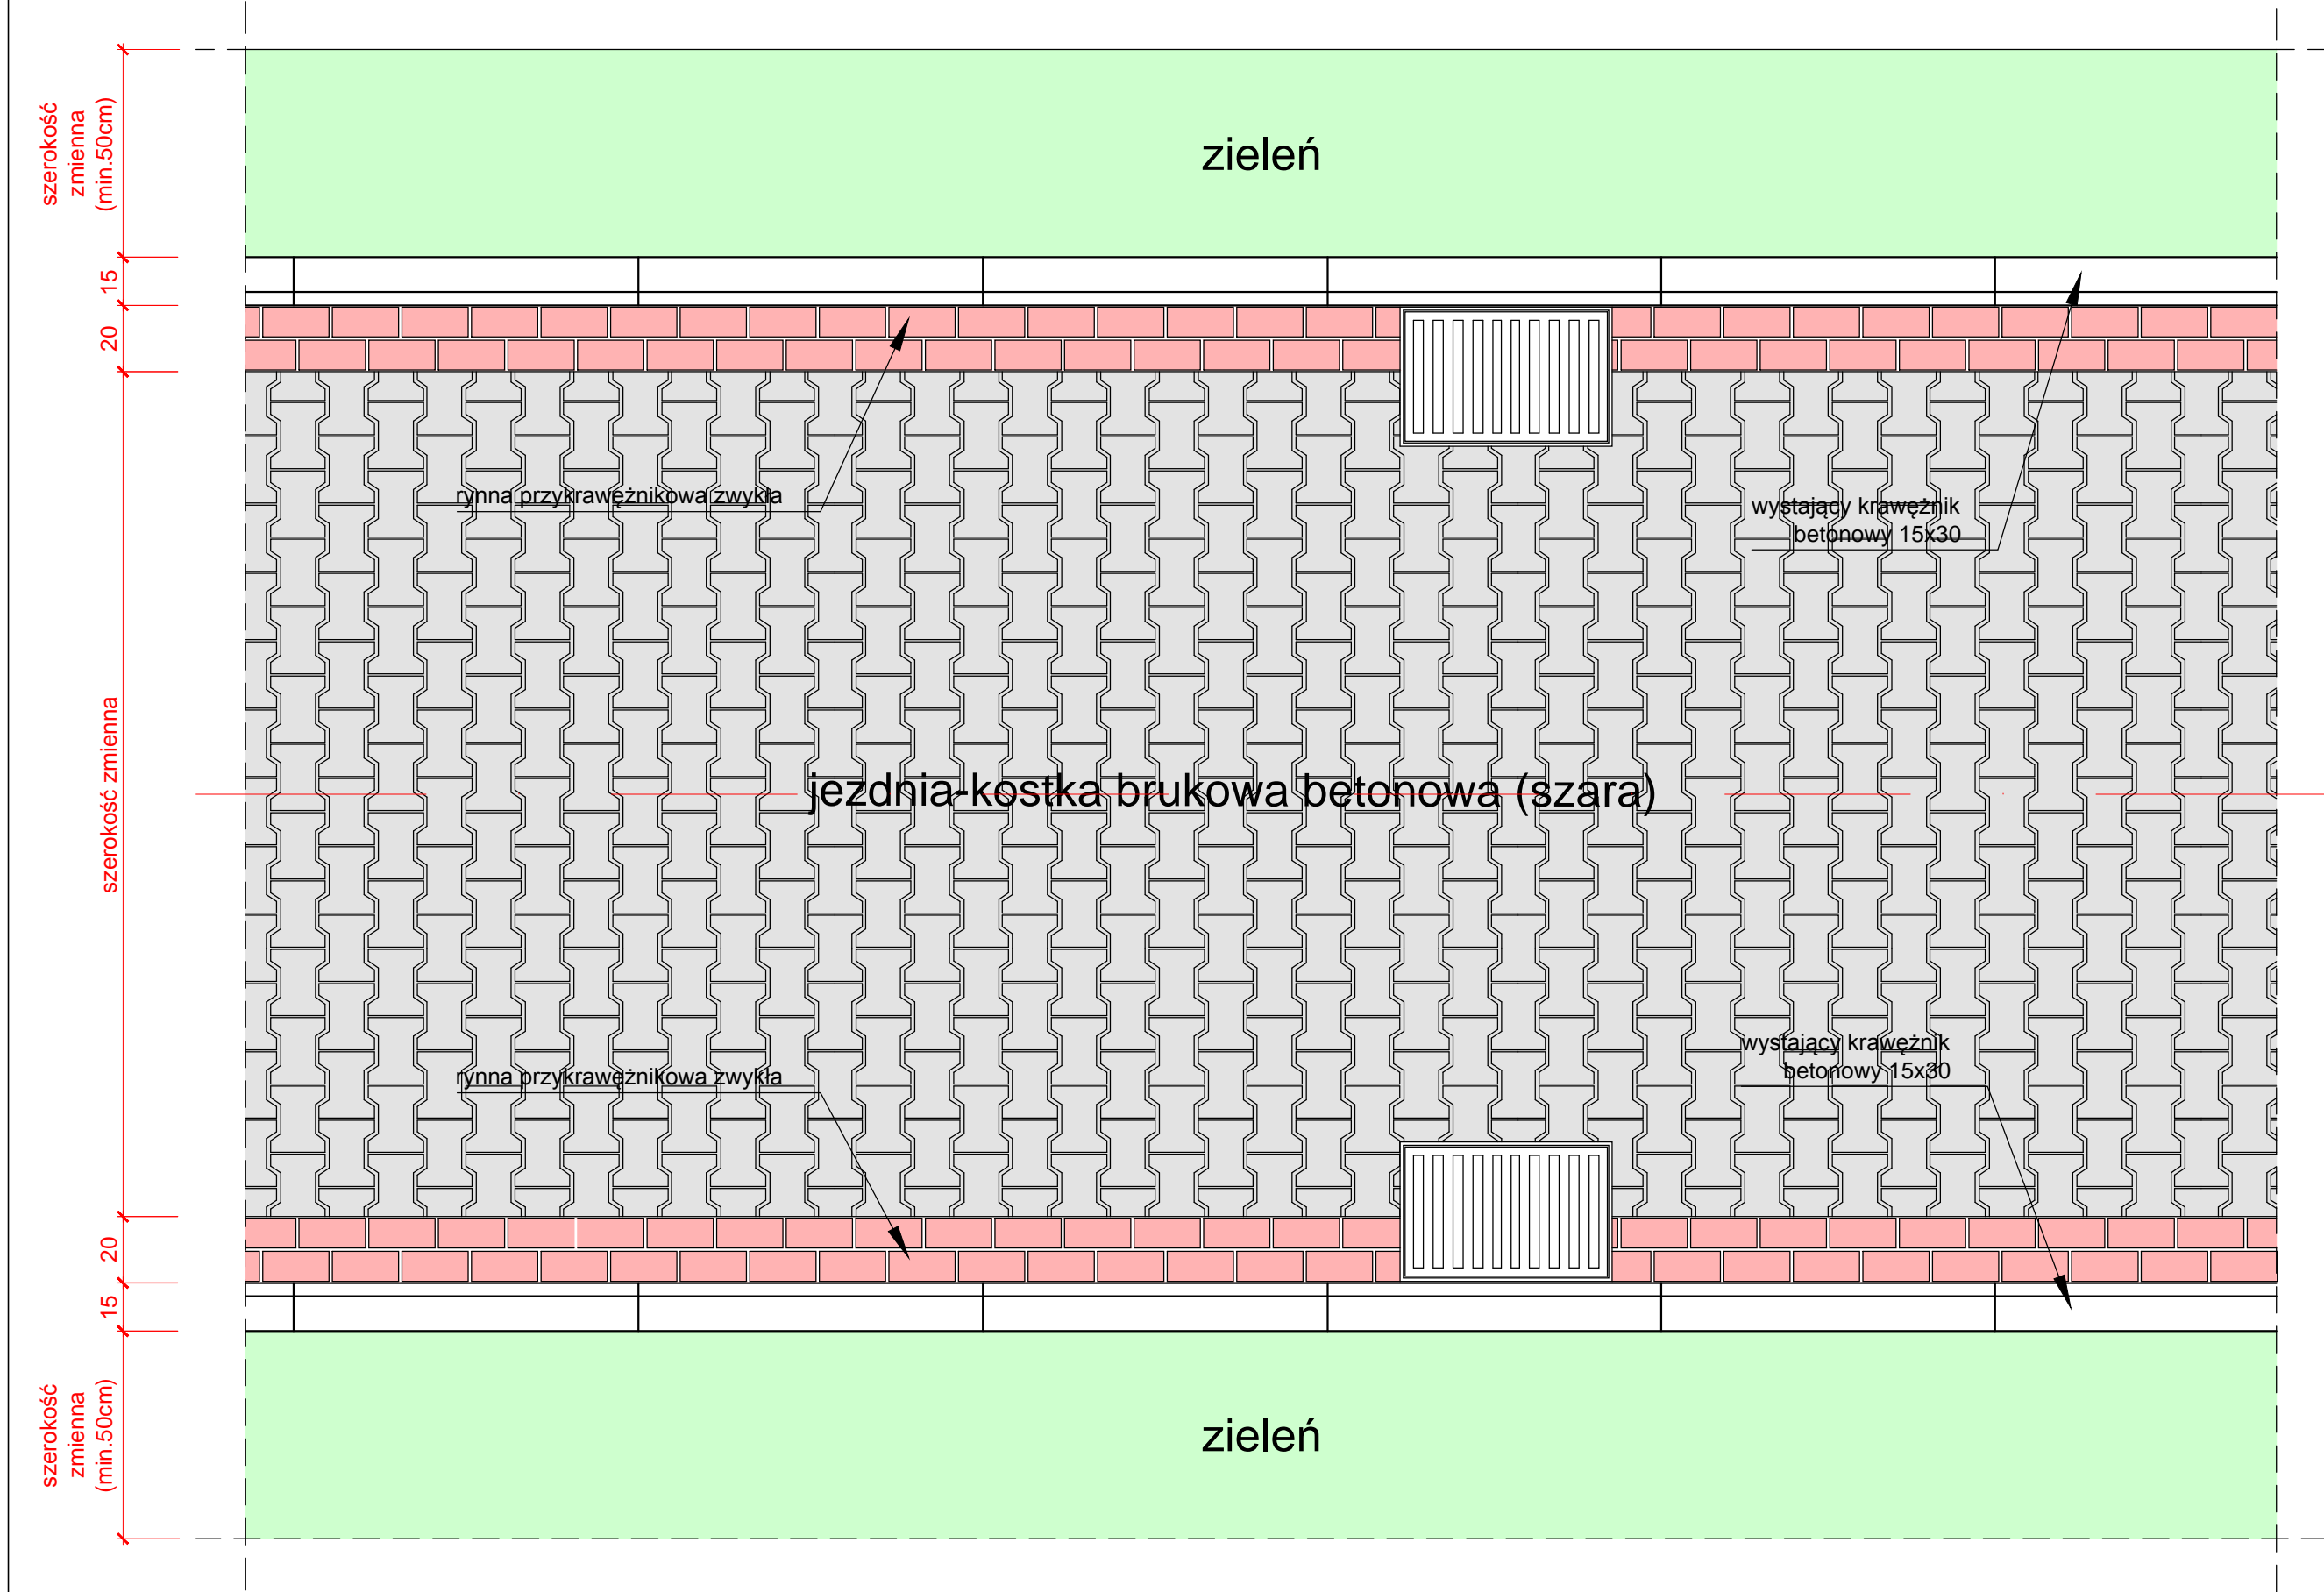 szerokość
zmienna
(min.50cm)
zieleń
15
20
rynna przykrawężnikowa zwykła
wystający krawężnik
betonowy 15x30
szerokość zmienna
jezdnia-kostka brukowa betonowa (szara)
rynna przykrawężnikowa zwykła
wystający krawężnik
betonowy 15x30
20
15
szerokość
zmienna
(min.50cm)
zieleń